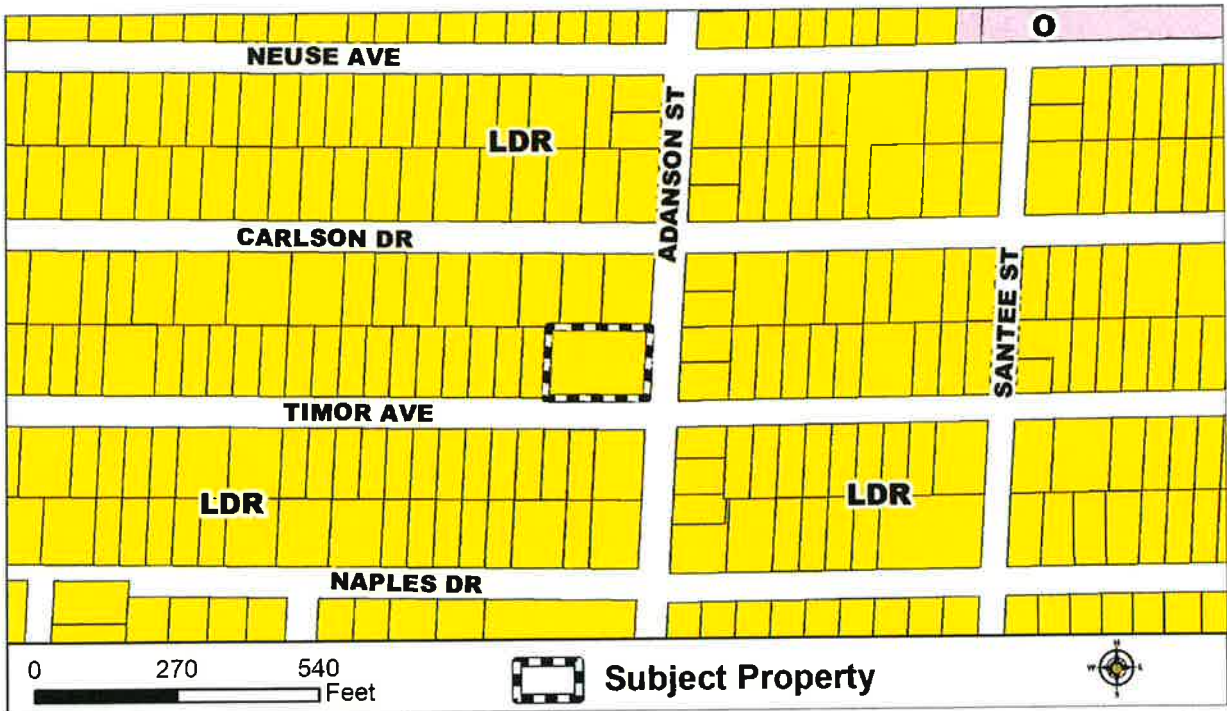 O
NEUSE AVE
ADANSON ST
LDR
CARLSON DR
SANTEE ST
TIMOR AVE
LDR
LDR
NAPLES DR
0 270 540
Feet
Subject Property
N
W
S